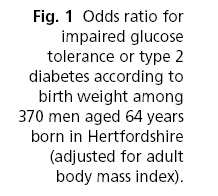 Fig. 1 Odds ratio for
impaired glucose
tolerance or type 2
diabetes according to
birth weight among
370 men aged 64 years
born in Hertfordshire
(adjusted for adult
body mass index).